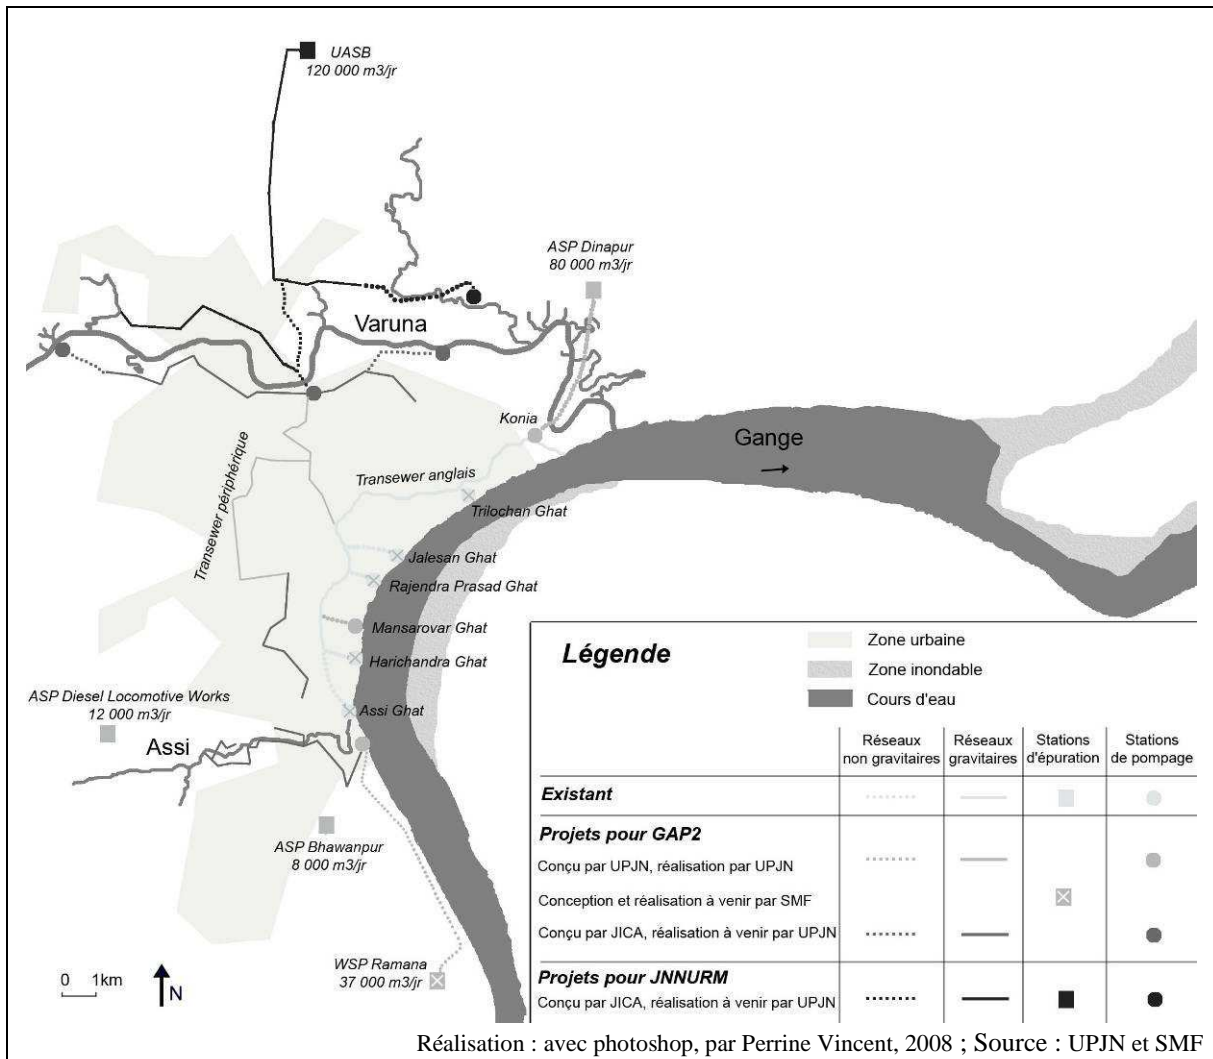 UASB
120 000 m3/jr
ASP Dinapur
80 000 m3/jr
Varuna
Konia
Gange
Transewer périphérique
Transewer anglais
Trilochan Ghat
Jalesan Ghat
Rajendra Prasad Ghat
Mansarovar Ghat
Harichandra Ghat
ASP Diesel Locomotive Works
12 000 m3/jr
Assi Ghat
Assi
ASP Bhawanpur
8 000 m3/jr
WSP Ramana
37 000 m3/jr
0 1km
N
Légende
Zone urbaine
Zone inondable
Cours d'eau
Réseaux non gravitaires
Réseaux gravitaires
Stations d'épuration
Stations de pompage
Existant
Projets pour GAP2
Conçu par UPJN, réalisation par UPJN
Conception et réalisation à venir par SMF
Conçu par JICA, réalisation à venir par UPJN
Projets pour JNNURM
Conçu par JICA, réalisation à venir par UPJN
Réalisation : avec photoshop, par Perrine Vincent, 2008 ; Source : UPJN et SMF